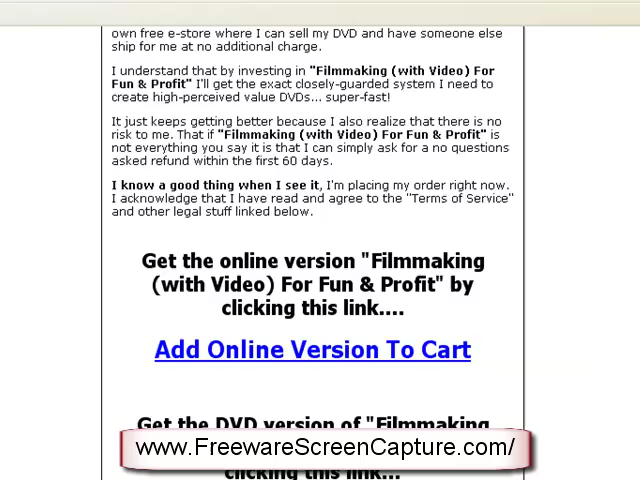 own free e-store where I can sell my DVD and have someone else
ship for me at no additional charge.
I understand that by investing in "Filmmaking (with Video) For
Fun & Profit" I'll get the exact closely-guarded system I need to
create high-perceived value DVDs... super-fast!
It just keeps getting better because I also realize that there is no
risk to me. That if "Filmmaking (with Video) For Fun & Profit" is
not everything you say it is that I can simply ask for a no questions
asked refund within the first 60 days.
I know a good thing when I see it, I'm placing my order right now.
I acknowledge that I have read and agree to the "Terms of Service"
and other legal stuff linked below.
Get the online version "Filmmaking
(with Video) For Fun & Profit" by
clicking this link....
Add Online Version To Cart
Get the DVD version of "Filmmaking
www.FreewareScreenCapture.com/
clicking this link...